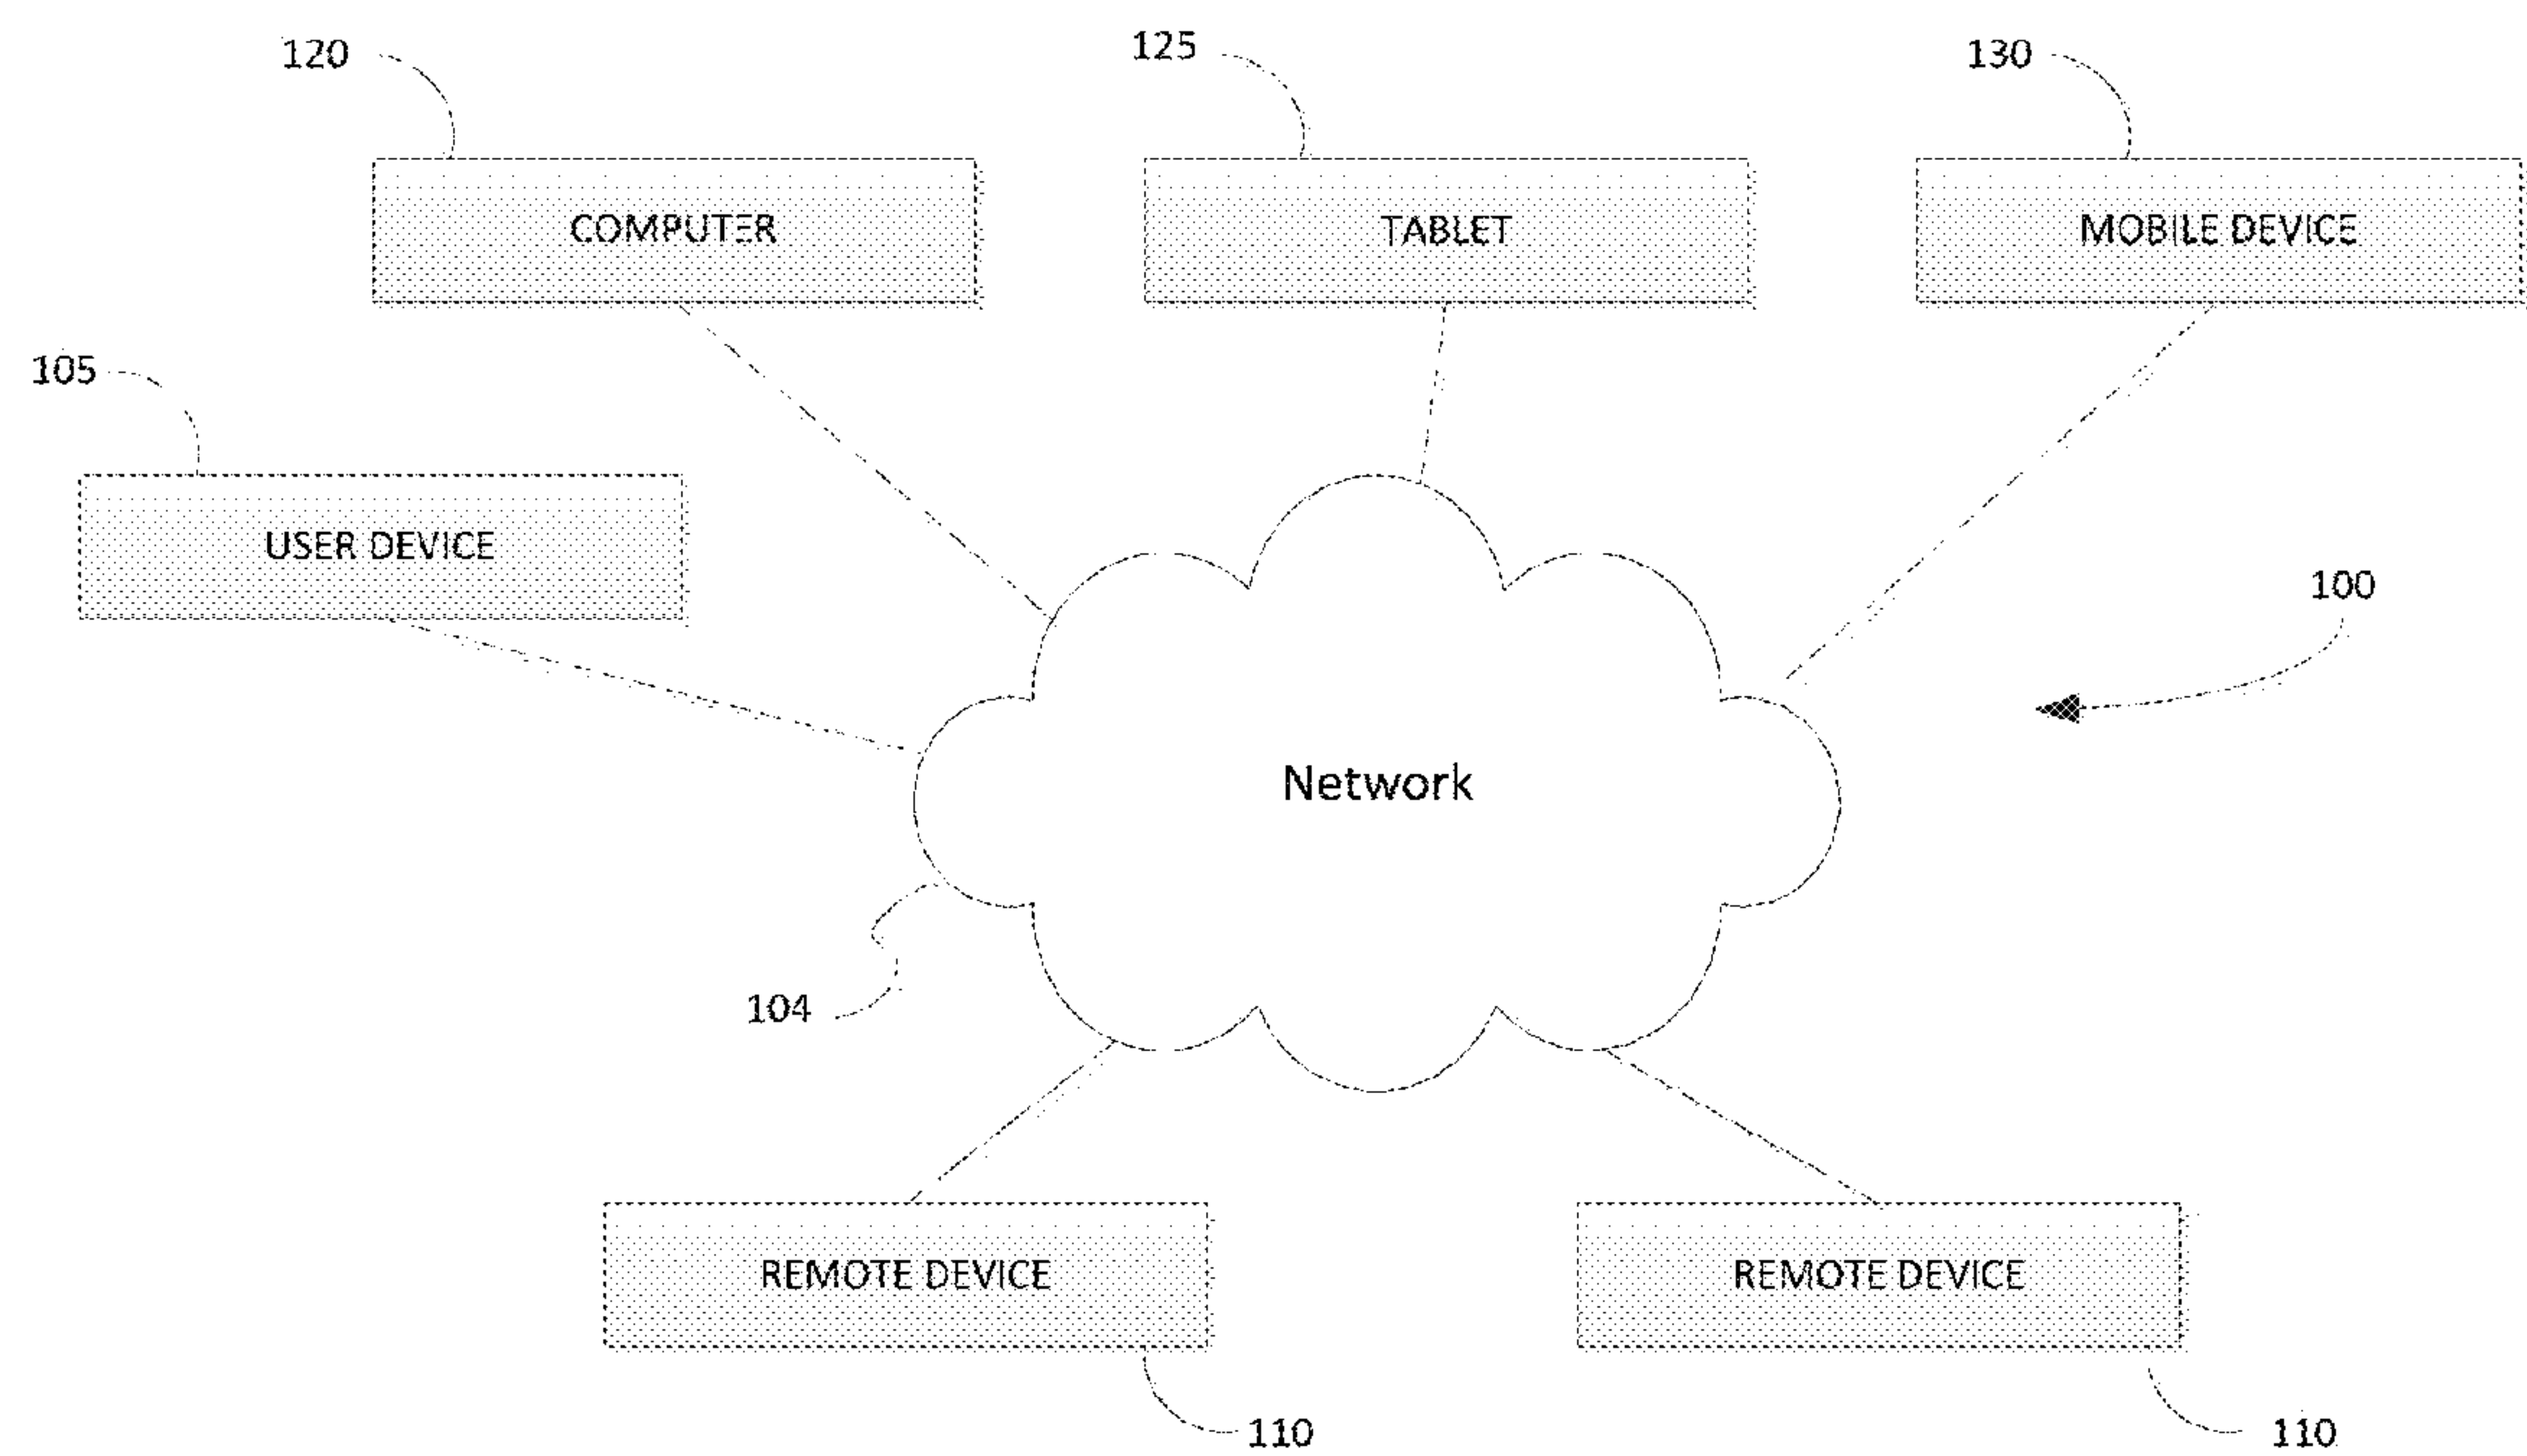 120
125
130
COMPUTER
TABLET
MOBILE DEVICE
105
USER DEVICE
100
Network
104
REMOTE DEVICE
REMOTE DEVICE
110
110